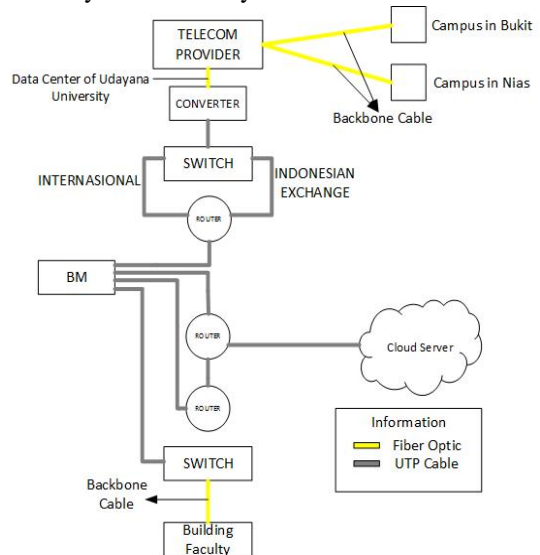 TELECOM
PROVIDER
Campus in Bukit
Campus in Nias
Backbone Cable
Data Center of Udayana
University
CONVERTER
SWITCH
INTERNASIONAL
INDONESIAN
EXCHANGE
ROUTER
BM
ROUTER
Cloud Server
ROUTER
Information
Fiber Optic
UTP Cable
SWITCH
Backbone
Cable
Building
Faculty